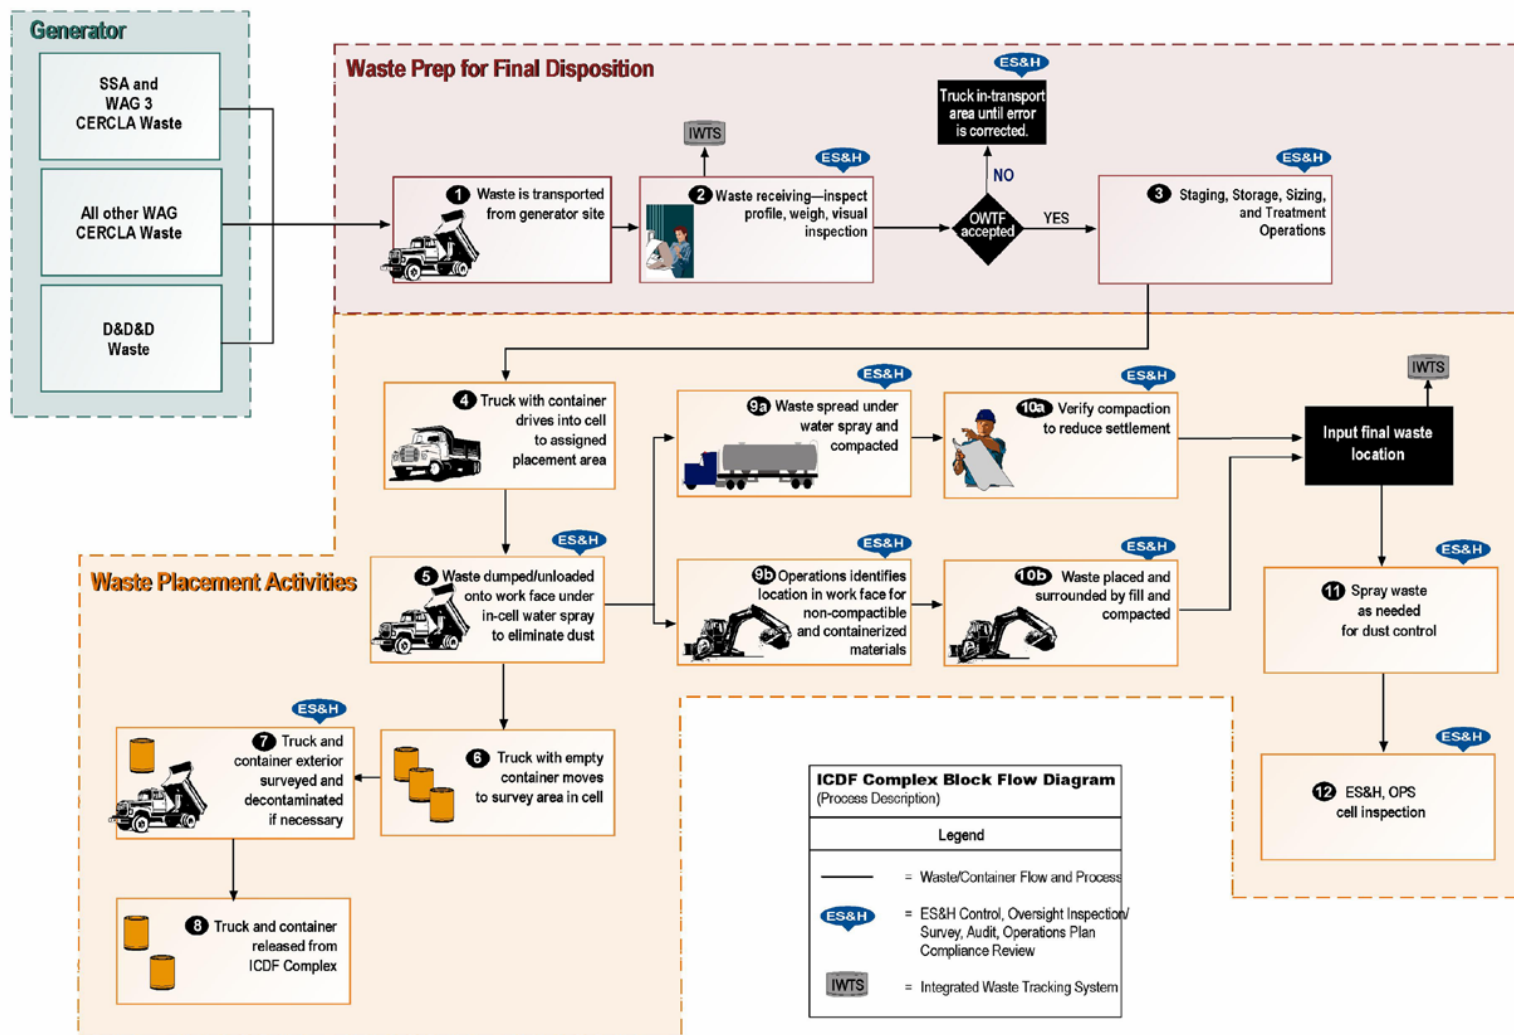 Generator
SSA and
WAG 3
CERCLA Waste
All other WAG
CERCLA Waste
D&D&D
Waste
Waste Prep for Final Disposition
1 Waste is transported
from generator site
IWTS
ES&H
2 Waste receiving—inspect
profile, weigh, visual
inspection
ES&H
Truck in-transport
area until error
is corrected.
NO
OWTF
accepted
YES
ES&H
3 Staging, Storage, Sizing,
and Treatment
Operations
Waste Placement Activities
4 Truck with container
drives into cell
to assigned
placement area
ES&H
5 Waste dumped/unloaded
onto work face under
in-cell water spray
to eliminate dust
6 Truck with empty
container moves
to survey area in cell
ES&H
7 Truck and
container exterior
surveyed and
decontaminated
if necessary
8 Truck and container
released from
ICDF Complex
ES&H
9a Waste spread under
water spray and
compacted
ES&H
10a Verify compaction
to reduce settlement
ES&H
9b Operations identifies
location in work face for
non-compactible
and containerized
materials
ES&H
10b Waste placed and
surrounded by fill and
compacted
IWTS
Input final waste
location
ES&H
11 Spray waste
as needed
for dust control
ES&H
12 ES&H, OPS
cell inspection
ICDF Complex Block Flow Diagram
(Process Description)
Legend
= Waste/Container Flow and Process
ES&H = ES&H Control, Oversight Inspection/
Survey, Audit, Operations Plan
Compliance Review
IWTS = Integrated Waste Tracking System